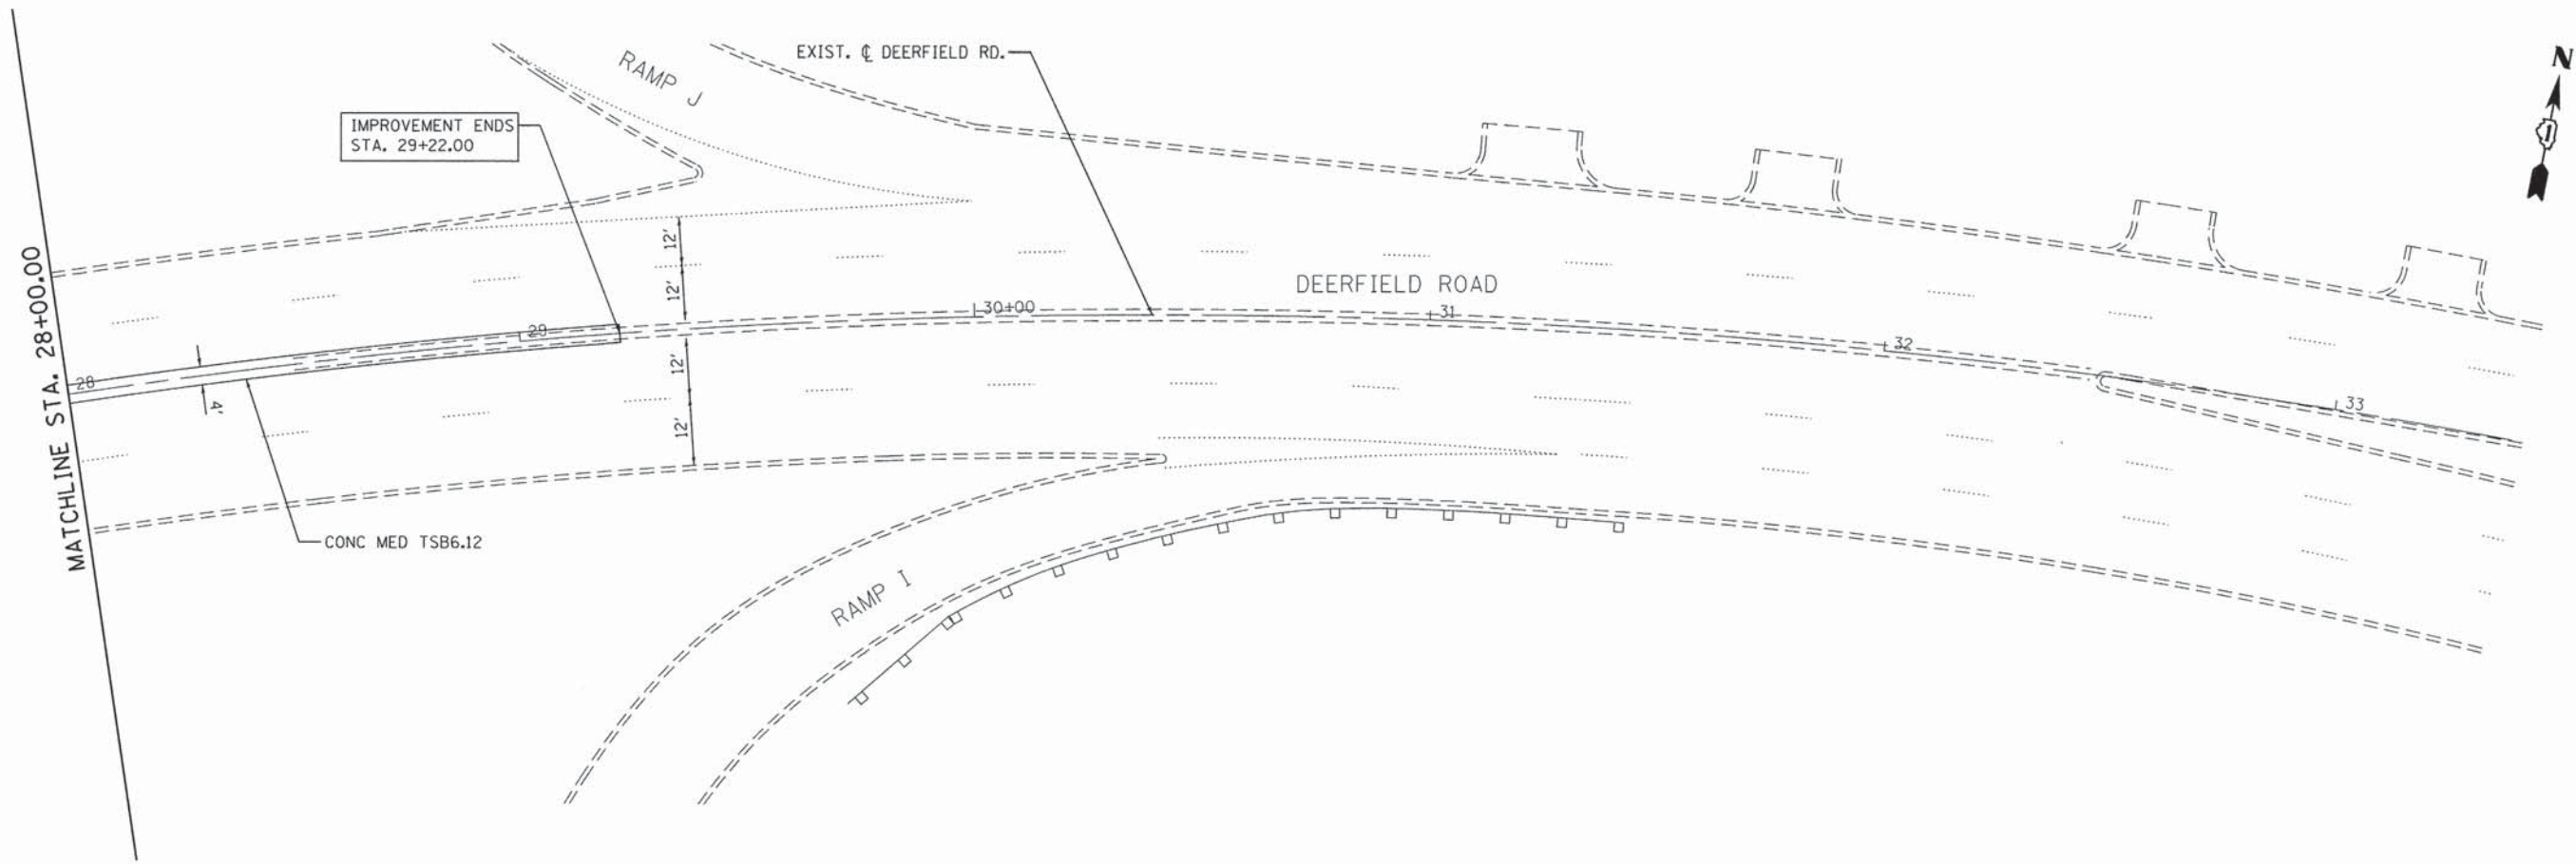 RAMP J
EXIST. ℄ DEERFIELD RD.
N
IMPROVEMENT ENDS
STA. 29+22.00
12'
12'
DEERFIELD ROAD
MATCHLINE STA. 28+00.00
28
29
30+00
31
32
33
4'
12'
12'
CONC MED TSB6.12
RAMP I